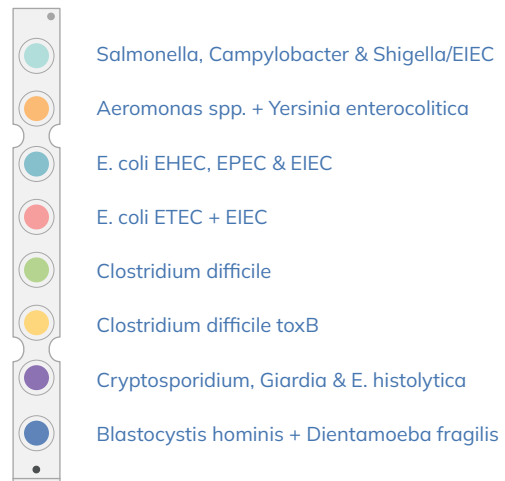 Salmonella, Campylobacter & Shigella/EIEC
Aeromonas spp. + Yersinia enterocolitica
E. coli EHEC, EPEC & EIEC
E. coli ETEC + EIEC
Clostridium difficile
Clostridium difficile toxB
Cryptosporidium, Giardia & E. histolytica
Blastocystis hominis + Dientamoeba fragilis